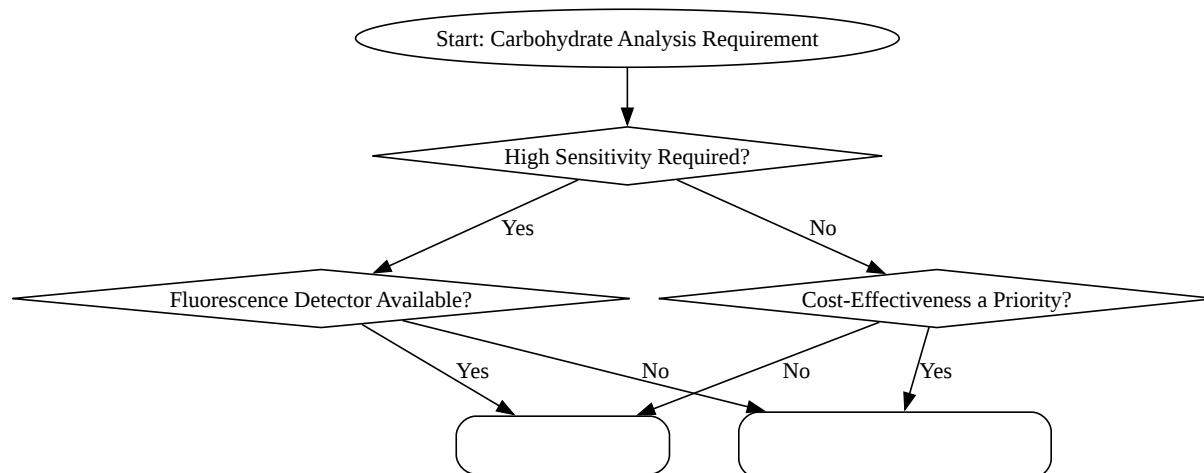 Start: Carbohydrate Analysis Requirement
High Sensitivity Required?
Yes
No
Fluorescence Detector Available?
Cost-Effectiveness a Priority?
Yes
No
No
Yes